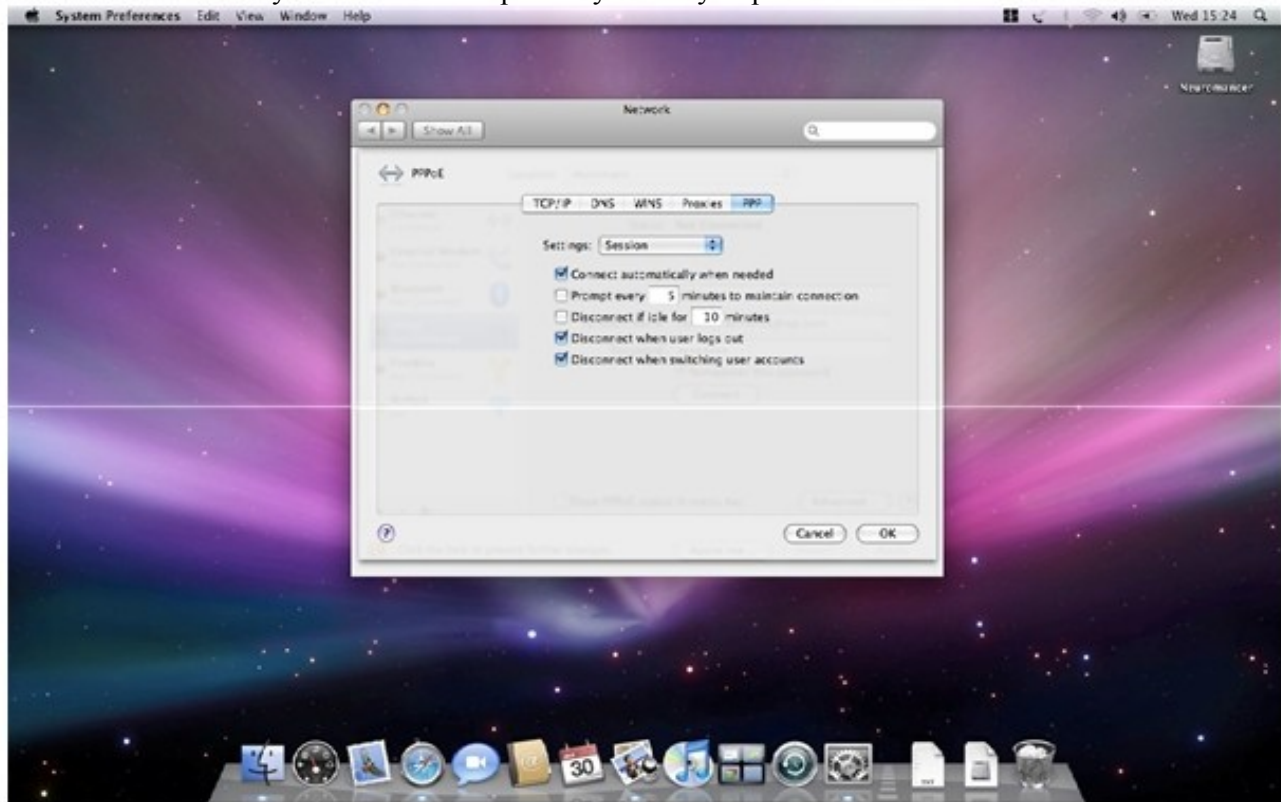 System Preferences Edit View Window Help
Wed 15:24
Neuromancer
Network
Show All
PPPoE
TCP/IP DNS WINS Proxies PPP
Settings: Session
Connect automatically when needed
Prompt every 5 minutes to maintain connection
Disconnect if idle for 10 minutes
Disconnect when user logs out
Disconnect when switching user accounts
Cancel OK
30